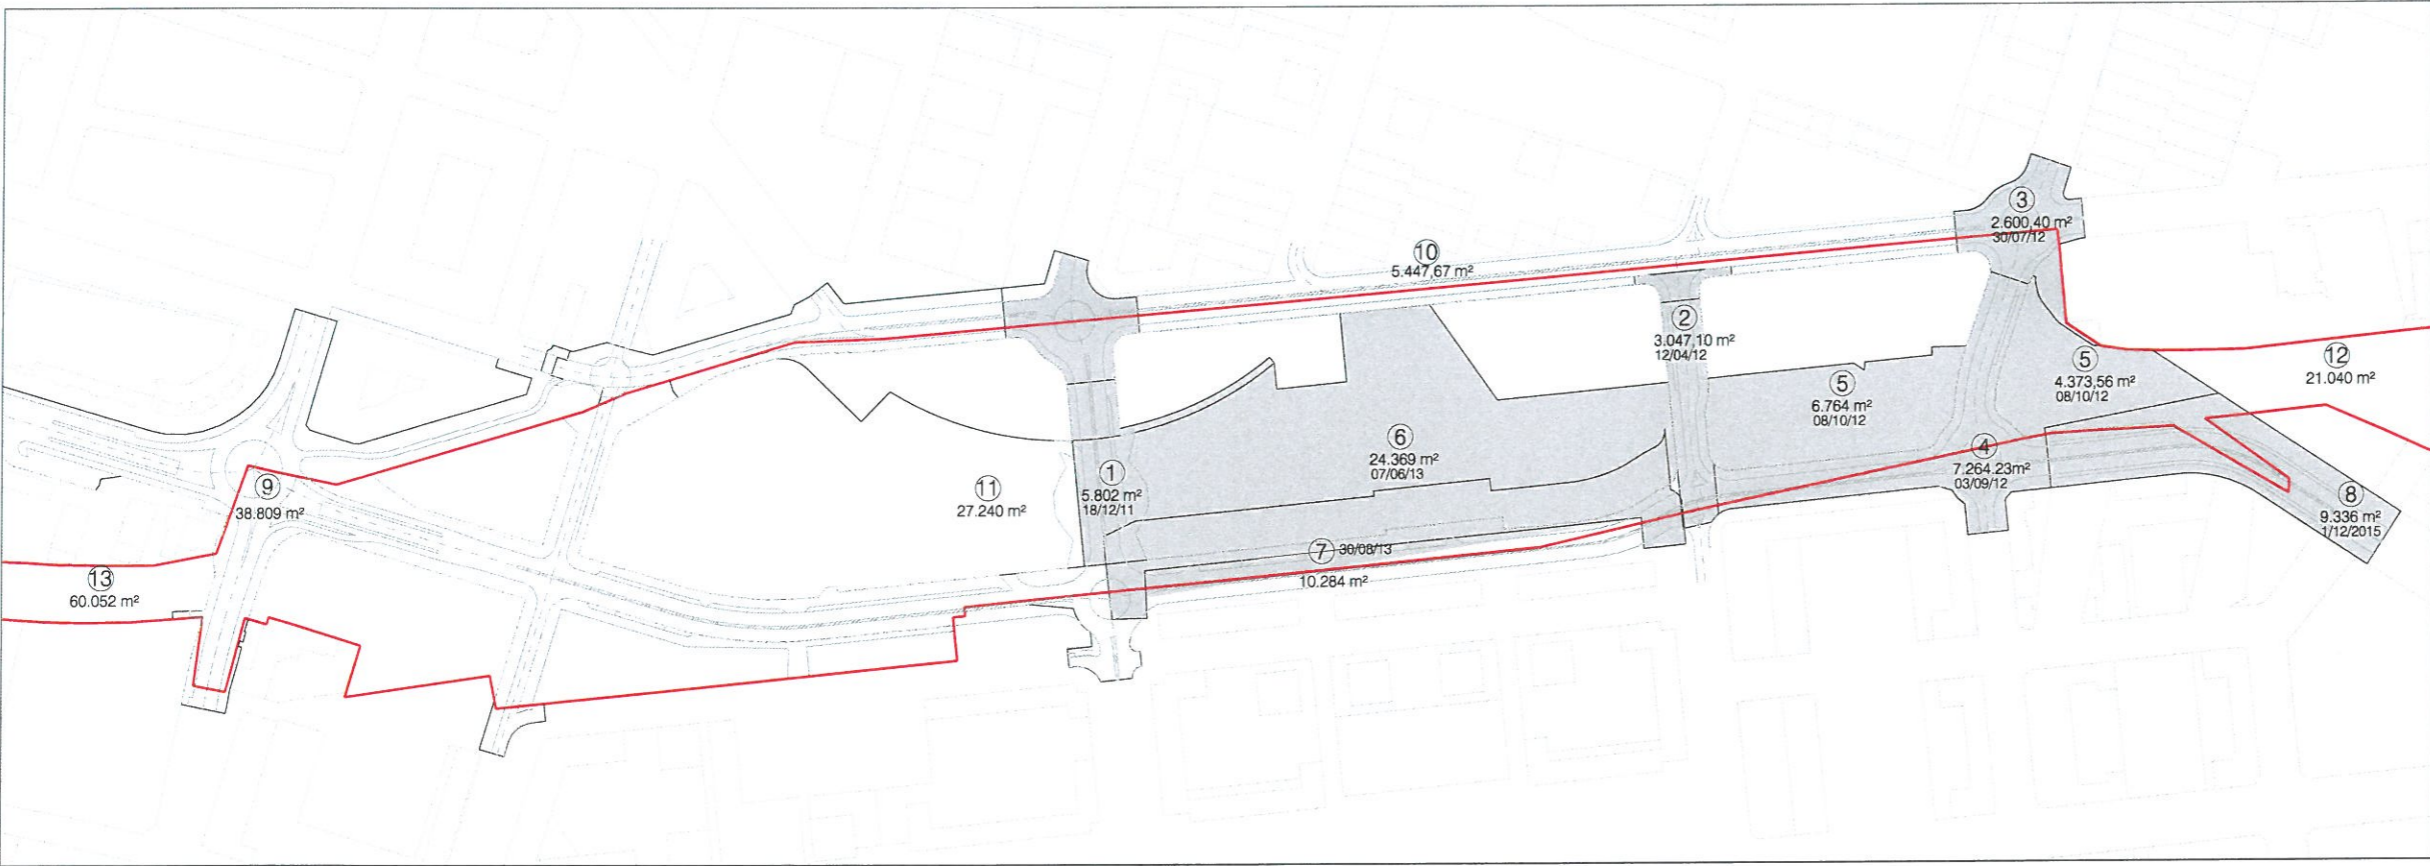 3
2.600,40 m²
30/07/12
10
5.447,67 m²
2
3.047,10 m²
12/04/12
5
4.373,56 m²
08/10/12
12
21.040 m²
5
6.764 m²
08/10/12
6
24.369 m²
07/06/13
4
7.264.23m²
03/09/12
1
5.802 m²
18/12/11
11
27.240 m²
9
38.809 m²
8
9.336 m²
1/12/2015
7 30/08/13
10.284 m²
13
60.052 m²